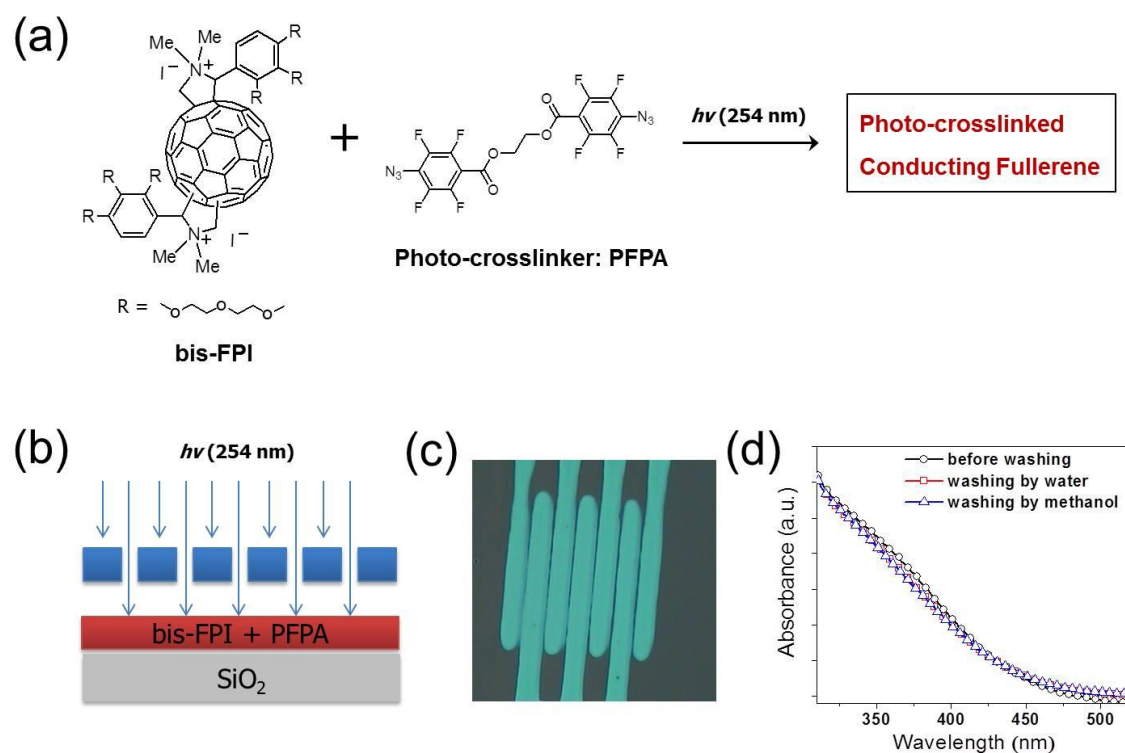 (a)
R
Me
Me
I⁻
N
+
R
R
R
R
R
N
+
I⁻
Me
Me
R =
O
O
O
bis-FPI
+
F
F
N₃
F
F
O
O
O
O
F
F
N₃
F
F
Photo-crosslinker: PFPA
hν (254 nm)
Photo-crosslinked
Conducting Fullerene
(b)
hν (254 nm)
bis-FPI + PFPA
SiO₂
(c)
(d)
before washing
washing by water
washing by methanol
Absorbance (a.u.)
350 400 450 500
Wavelength (nm)